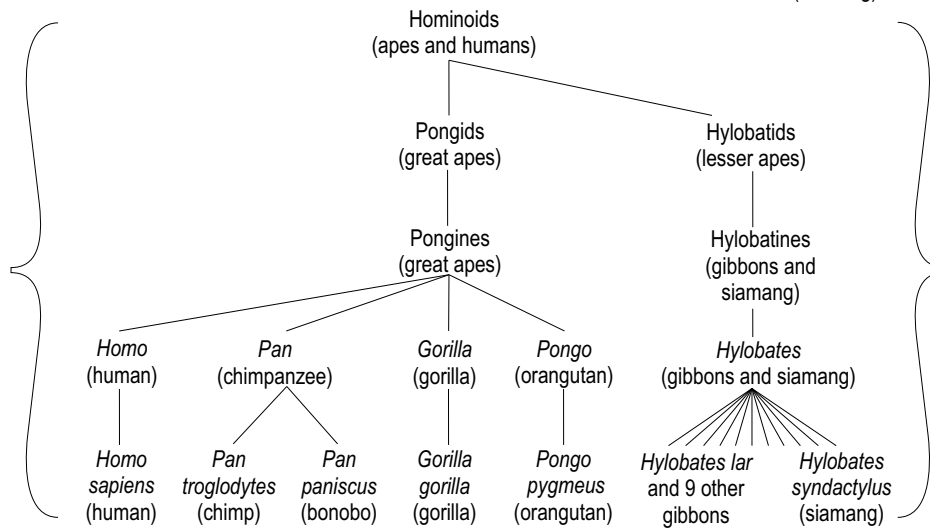 Hominoids
(apes and humans)
Pongids
(great apes)
Hylobatids
(lesser apes)
Pongines
(great apes)
Hylobatines
(gibbons and
siamang)
Homo
(human)
Pan
(chimpanzee)
Gorilla
(gorilla)
Pongo
(orangutan)
Hylobates
(gibbons and siamang)
Homo
sapiens
(human)
Pan
troglodytes
(chimp)
Pan
paniscus
(bonobo)
Gorilla
gorilla
(gorilla)
Pongo
pygmeus
(orangutan)
Hylobates lar
and 9 other
gibbons
Hylobates
syndactylus
(siamang)